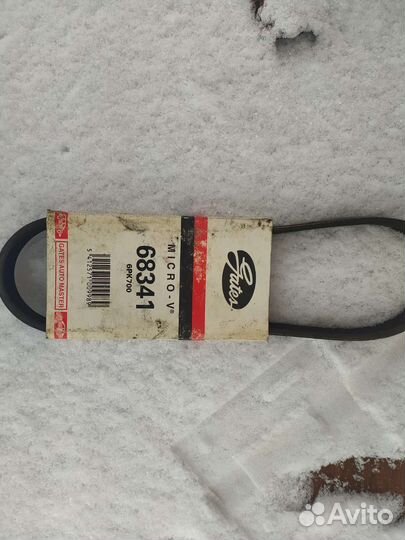 Gates
MICRO-V®
68341
6PK700
GATES AUTO MASTER
Avito